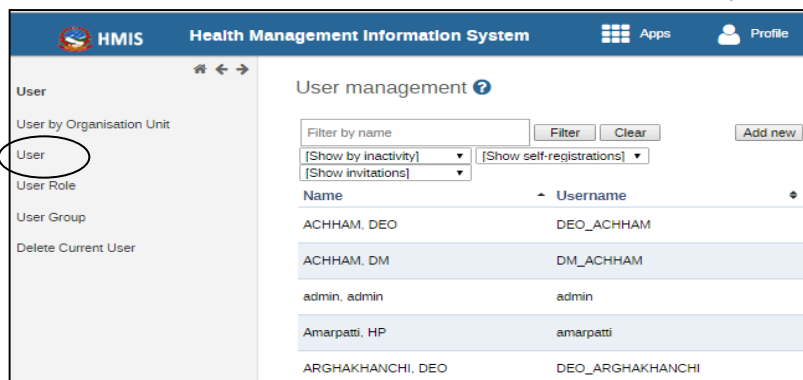 HMIS Health Management Information System Apps Profile
User
User by Organisation Unit
User
User Role
User Group
Delete Current User
User management ?
Filter by name Filter Clear Add new
[Show by inactivity] [Show self-registrations]
[Show invitations]
Name Username
ACHHAM, DEO DEO_ACHHAM
ACHHAM, DM DM_ACHHAM
admin, admin admin
Amarpatti, HP amarpatti
ARGHAKHANCHI, DEO DEO_ARGHAKHANCHI